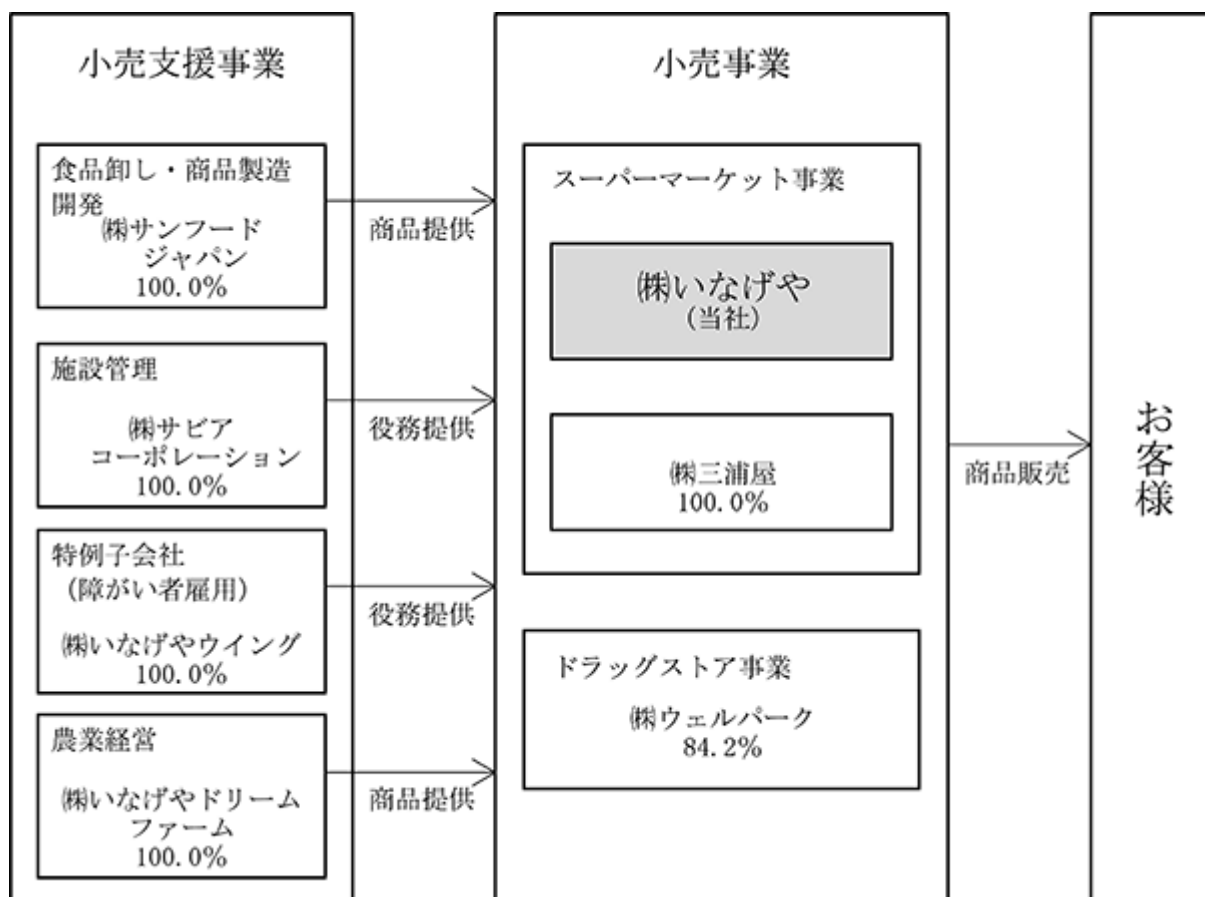 小売支援事業
食品卸し・商品製造
開発
㈱サンフード
ジャパン
100.0%
商品提供
施設管理
㈱サビア
コーポレーション
100.0%
役務提供
特例子会社
(障がい者雇用)
㈱いなげやウイング
100.0%
役務提供
農業経営
㈱いなげやドリーム
ファーム
100.0%
商品提供
小売事業
スーパーマーケット事業
㈱いなげや
(当社)
㈱三浦屋
100.0%
ドラッグストア事業
㈱ウェルパーク
84.2%
商品販売
お客様